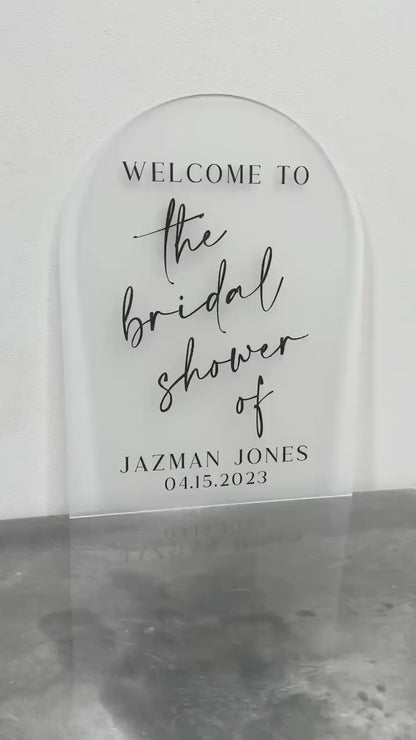 WELCOME TO
the
bridal
shower
of
JAZMAN JONES
04.15.2023